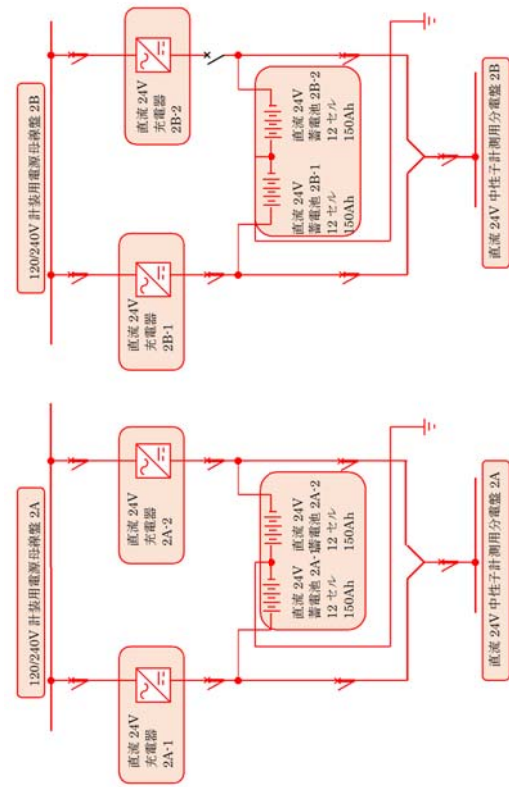 120/240V 計装用電源母線盤 2A
直流 24V
充電器
2A-1
直流 24V
充電器
2A-2
直流 24V
蓄電池 2A-1
12 セル
150Ah
直流 24V
蓄電池 2A-2
12 セル
150Ah
直流 24V 中性子計測用分電盤 2A
120/240V 計装用電源母線盤 2B
直流 24V
充電器
2B-1
直流 24V
充電器
2B-2
直流 24V
蓄電池 2B-1
12 セル
150Ah
直流 24V
蓄電池 2B-2
12 セル
150Ah
直流 24V 中性子計測用分電盤 2B